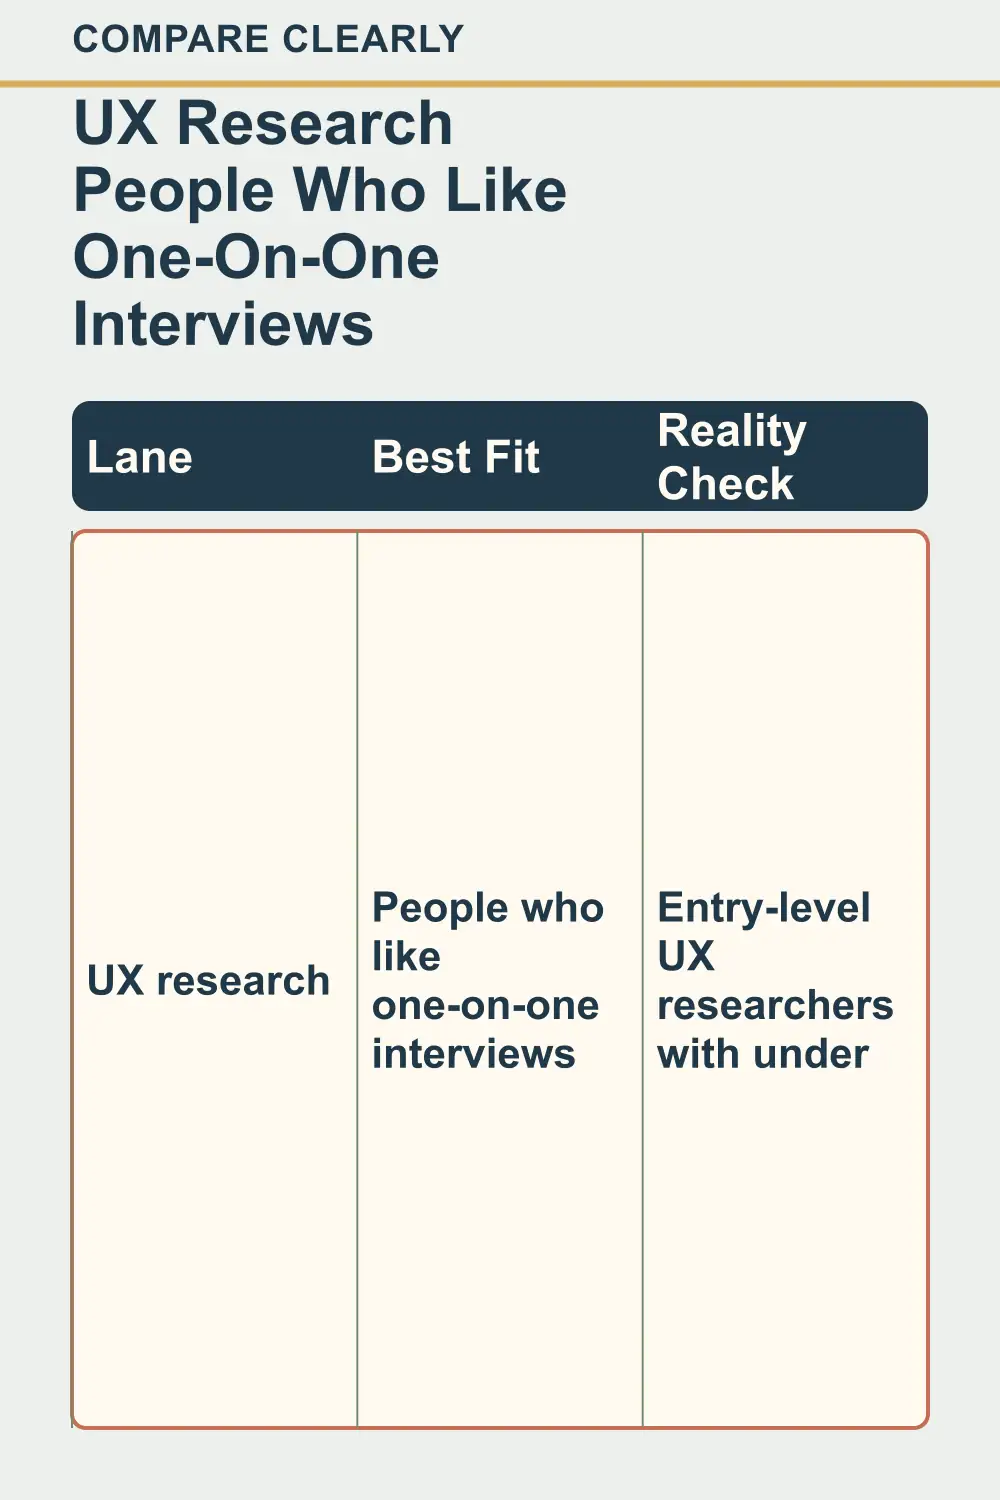 COMPARE CLEARLY
UX Research
People Who Like
One-On-One
Interviews
Lane
Best Fit
Reality
Check
UX research
People who
like
one-on-one
interviews
Entry-level
UX
researchers
with under